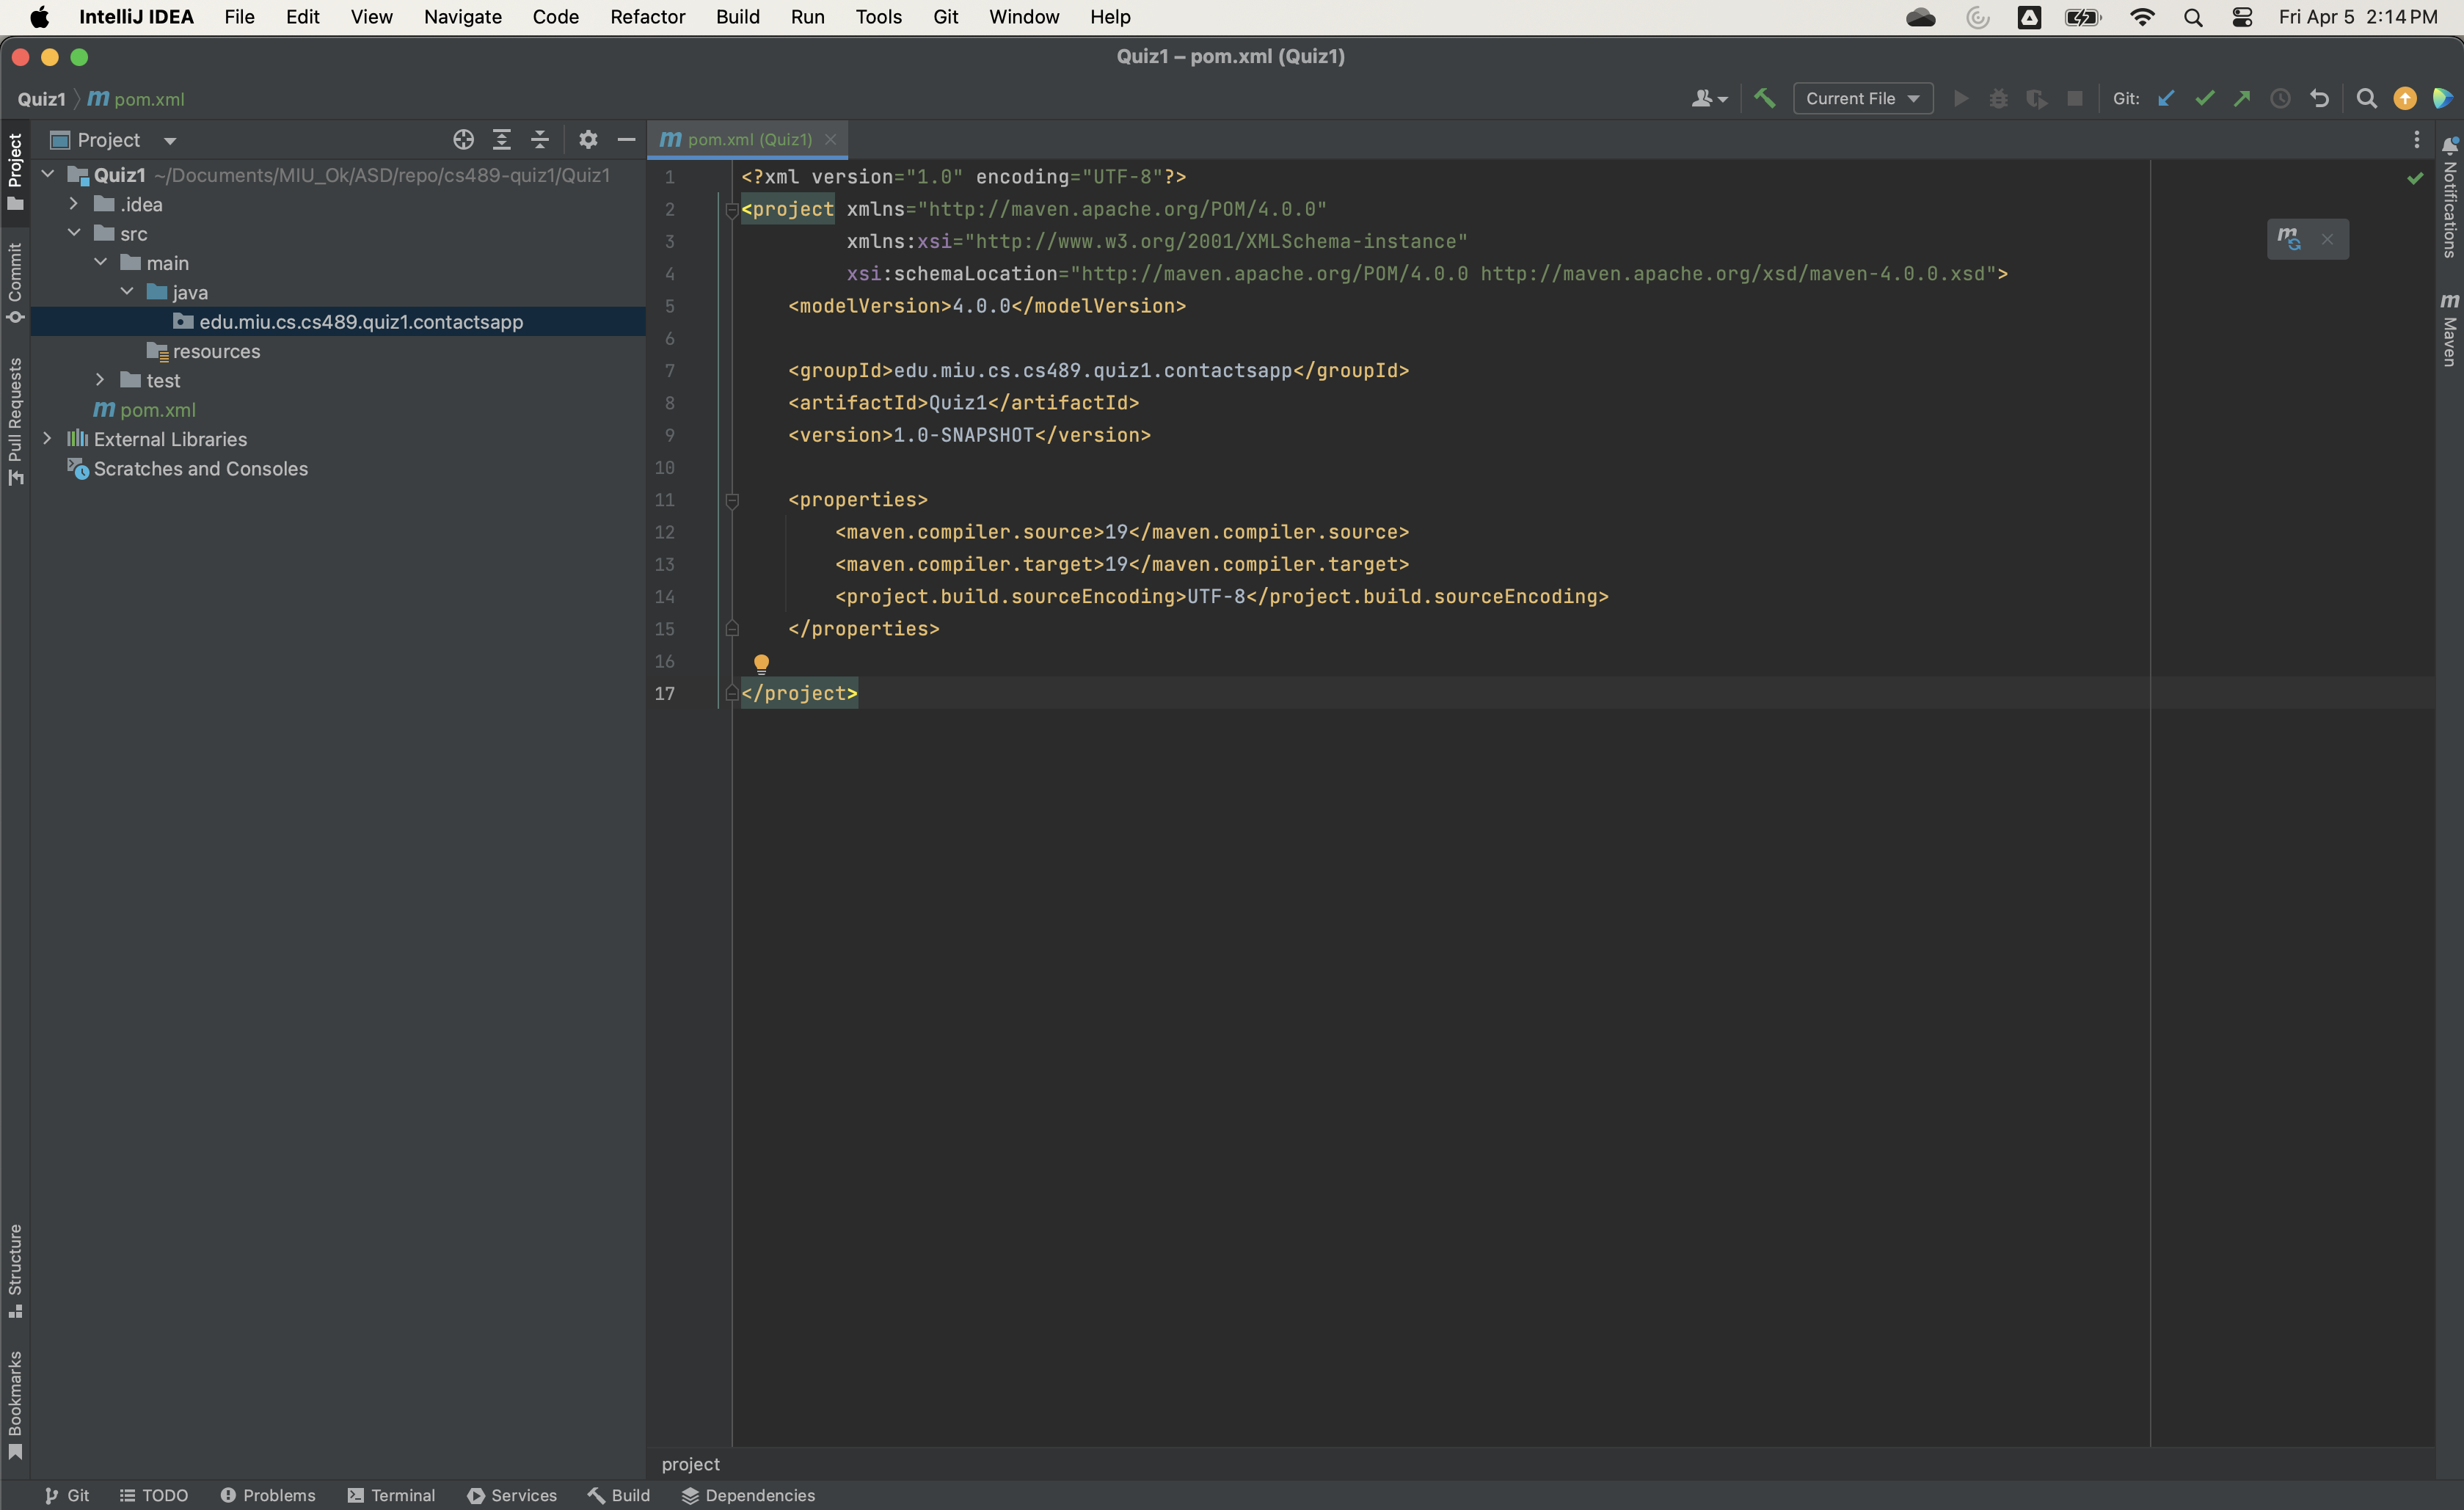 IntelliJ IDEA File Edit View Navigate Code Refactor Build Run Tools Git Window Help Fri Apr 5 2:14 PM
Quiz1 – pom.xml (Quiz1)
Quiz1 m pom.xml Current File Git:
Project
m pom.xml (Quiz1)
Project
Commit
Pull Requests
Structure
Bookmarks
Quiz1 ~/Documents/MIU_Ok/ASD/repo/cs489-quiz1/Quiz1
.idea
src
main
java
edu.miu.cs.cs489.quiz1.contactsapp
resources
test
m pom.xml
External Libraries
Scratches and Consoles
1 <?xml version="1.0" encoding="UTF-8"?>
2 <project xmlns="http://maven.apache.org/POM/4.0.0"
3 xmlns:xsi="http://www.w3.org/2001/XMLSchema-instance"
4 xsi:schemaLocation="http://maven.apache.org/POM/4.0.0 http://maven.apache.org/xsd/maven-4.0.0.xsd">
5 <modelVersion>4.0.0</modelVersion>
6
7 <groupId>edu.miu.cs.cs489.quiz1.contactsapp</groupId>
8 <artifactId>Quiz1</artifactId>
9 <version>1.0-SNAPSHOT</version>
10
11 <properties>
12 <maven.compiler.source>19</maven.compiler.source>
13 <maven.compiler.target>19</maven.compiler.target>
14 <project.build.sourceEncoding>UTF-8</project.build.sourceEncoding>
15 </properties>
16
17 </project>
m
Notifications
m Maven
project
Git TODO Problems Terminal Services Build Dependencies